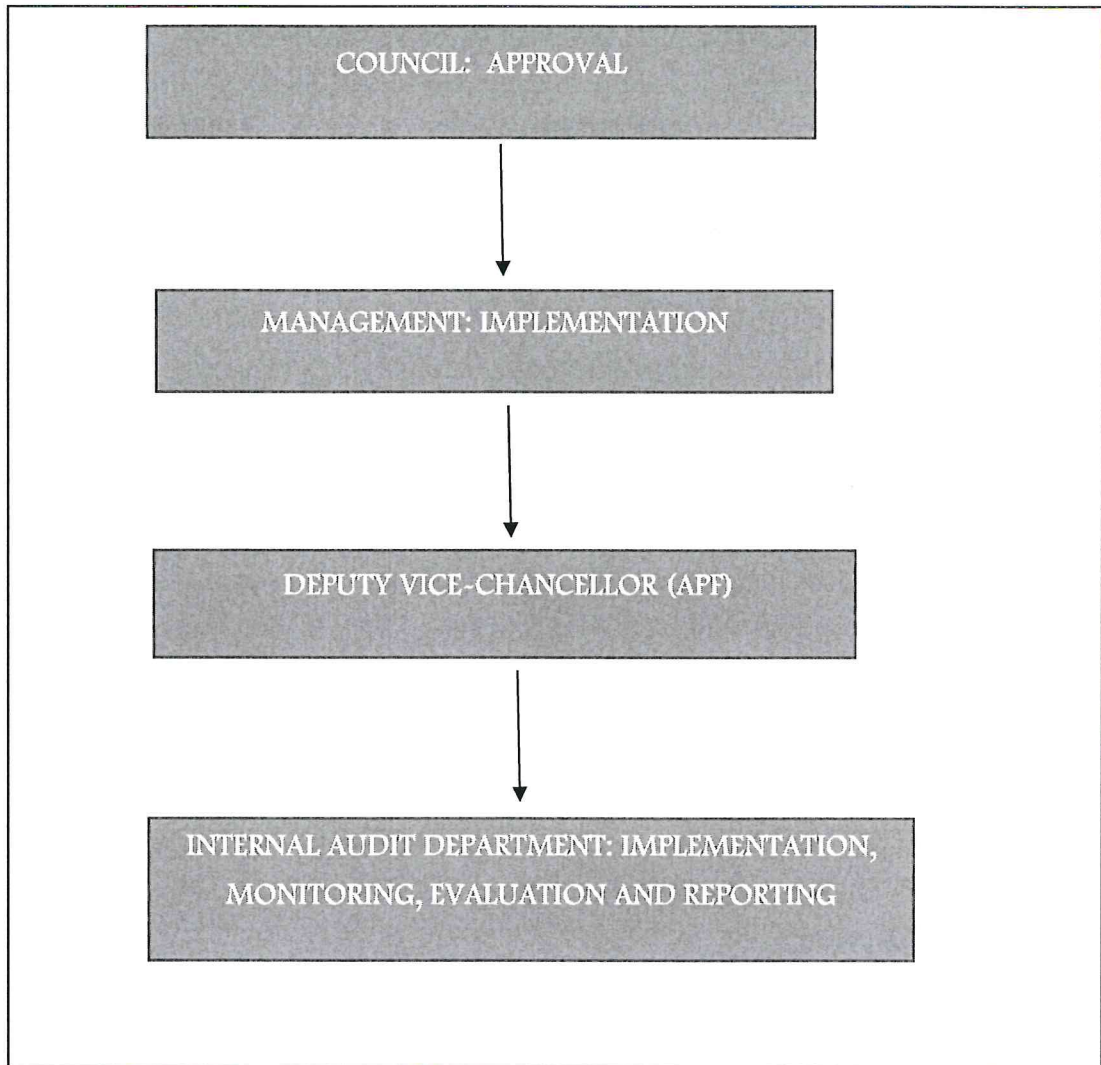 COUNCIL: APPROVAL
MANAGEMENT: IMPLEMENTATION
DEPUTY VICE-CHANCELLOR (APF)
INTERNAL AUDIT DEPARTMENT: IMPLEMENTATION,
MONITORING, EVALUATION AND REPORTING